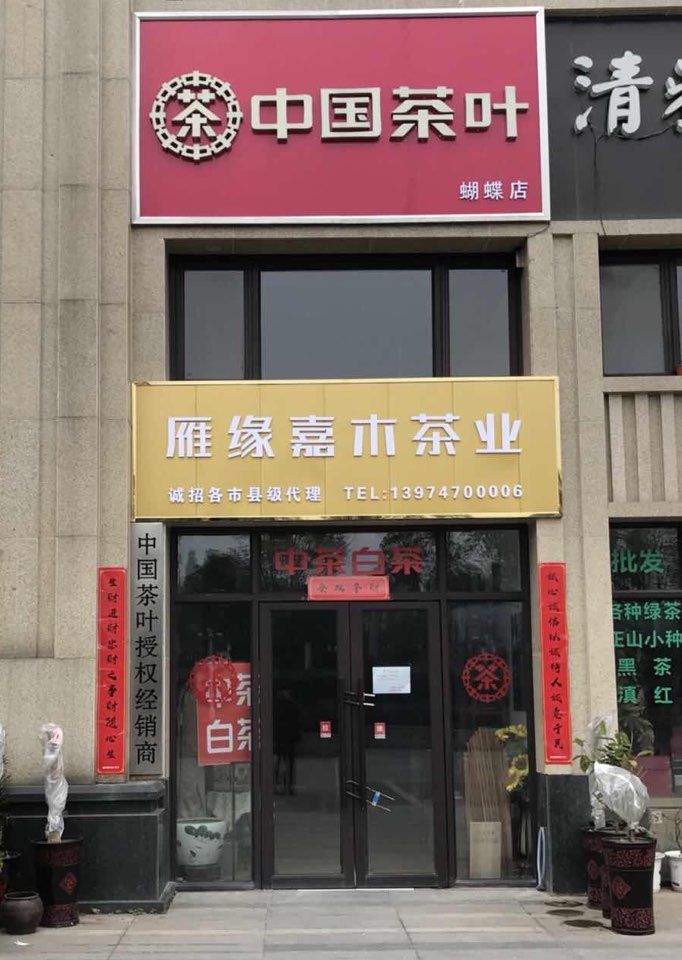 茶 中国茶叶
蝴蝶店
清
雁缘嘉木茶业
诚招各市县级代理 TEL:13974700006
中茶白茶
中国茶叶授权经销商
茶
中茶
白茶
批发
各种绿茶
正山小种
黑茶
滇红